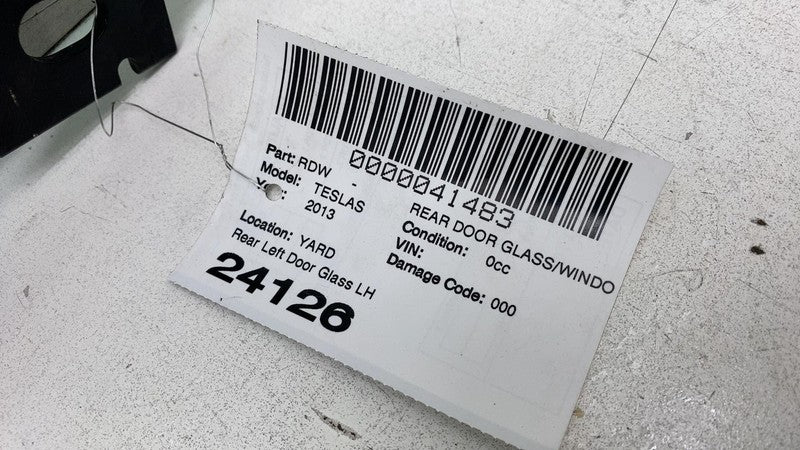 0000041483
Part: RDW - REAR DOOR GLASS/WINDO
Model: TESLAS Condition: 0cc
2013 VIN:
Location: YARD Damage Code: 000
Rear Left Door Glass LH
24126